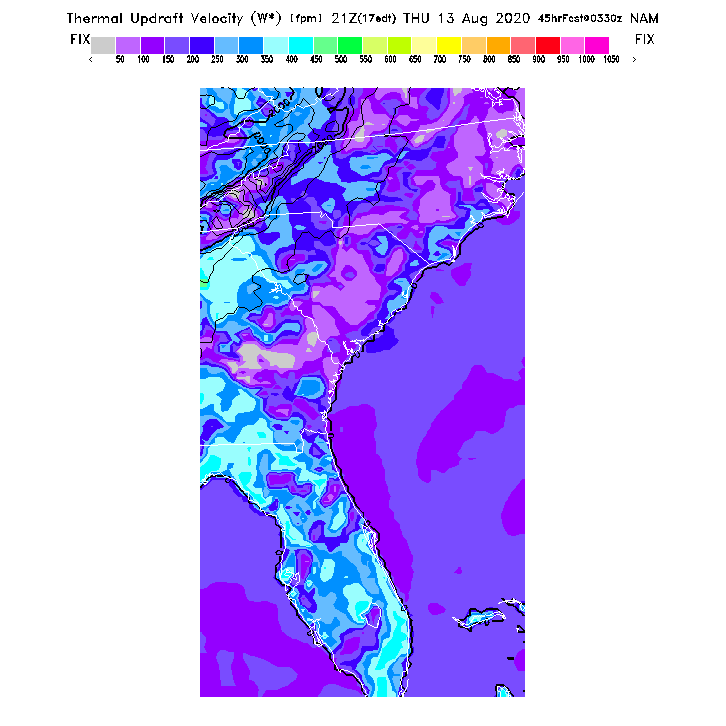 Thermal Updraft Velocity (W*) [fpm] 21Z(17edt) THU 13 Aug 2020 45hrFcst@0330z NAM
FIX FIX
< 50 100 150 200 250 300 350 400 450 500 550 600 650 700 750 800 850 900 950 1000 1050 >